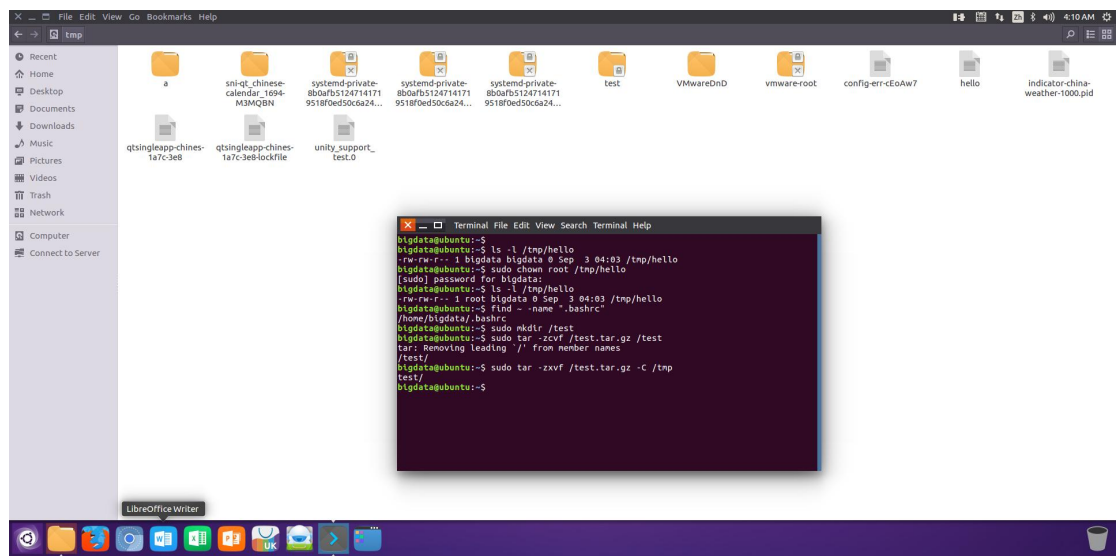 File Edit View Go Bookmarks Help
Zh
4:10 AM
tmp
Recent
Home
Desktop
Documents
Downloads
Music
Pictures
Videos
Trash
Network
Computer
Connect to Server
a
sni-qt_chinese-
calendar_1694-
M3MQBN
systemd-private-
8b0afb5124714171
9518f0ed50c6a24...
systemd-private-
8b0afb5124714171
9518f0ed50c6a24...
systemd-private-
8b0afb5124714171
9518f0ed50c6a24...
test
VMwareDnD
vmware-root
config-err-cEoAw7
hello
indicator-china-
weather-1000.pid
qtsingleapp-chines-
1a7c-3e8
qtsingleapp-chines-
1a7c-3e8-lockfile
unity_support_
test.0
Terminal File Edit View Search Terminal Help
bigdata@ubuntu:~$
bigdata@ubuntu:~$ ls -l /tmp/hello
-rw-rw-r-- 1 bigdata bigdata 0 Sep  3 04:03 /tmp/hello
bigdata@ubuntu:~$ sudo chown root /tmp/hello
[sudo] password for bigdata:
bigdata@ubuntu:~$ ls -l /tmp/hello
-rw-rw-r-- 1 root bigdata 0 Sep  3 04:03 /tmp/hello
bigdata@ubuntu:~$ find ~ -name ".bashrc"
/home/bigdata/.bashrc
bigdata@ubuntu:~$ sudo mkdir /test
bigdata@ubuntu:~$ sudo tar -zcvf /test.tar.gz /test
tar: Removing leading `/' from member names
/test/
bigdata@ubuntu:~$ sudo tar -zxvf /test.tar.gz -C /tmp
test/
bigdata@ubuntu:~$
LibreOffice Writer
W
X
P
UK